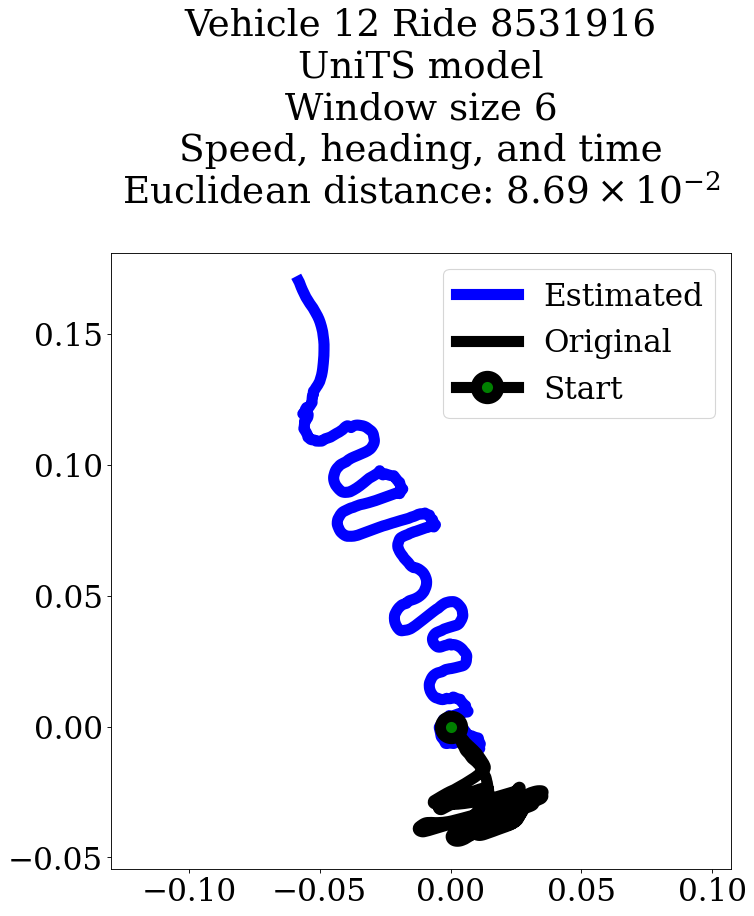 Vehicle 12 Ride 8531916
UniTS model
Window size 6
Speed, heading, and time
Euclidean distance: 8.69 × 10⁻²
Estimated
Original
Start
0.15
0.10
0.05
0.00
−0.05
−0.10 −0.05 0.00 0.05 0.10